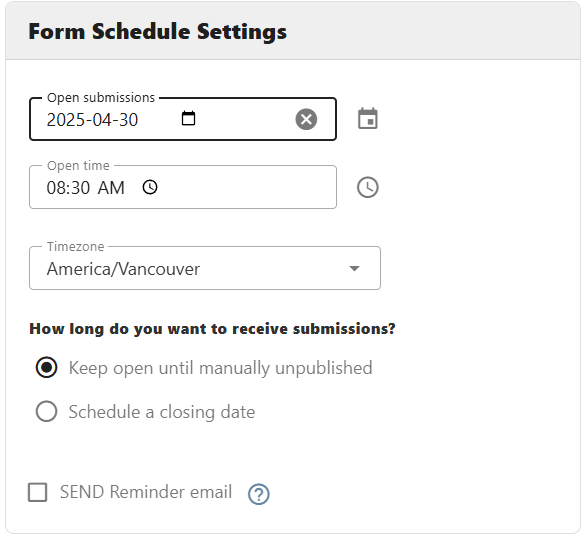 Form Schedule Settings
Open submissions
2025-04-30
Open time
08:30 AM
Timezone
America/Vancouver
How long do you want to receive submissions?
Keep open until manually unpublished
Schedule a closing date
SEND Reminder email